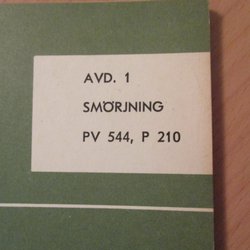 AVD. 1
SMÖRJNING
PV 544, P 210